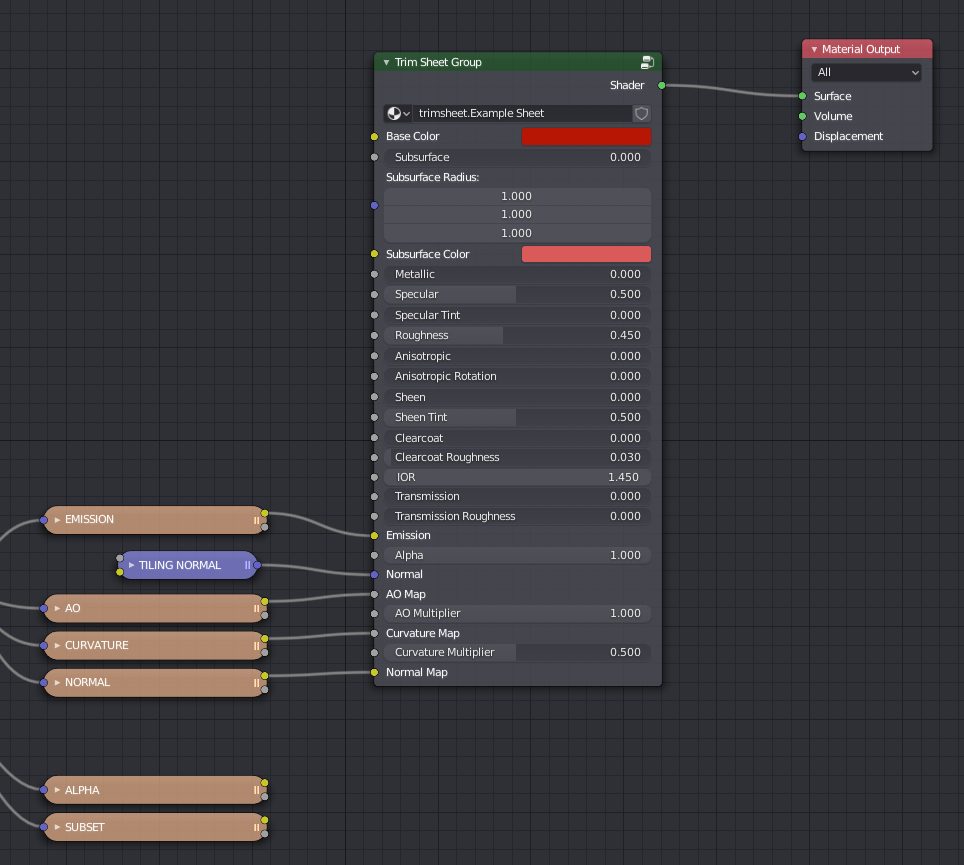 Trim Sheet Group
Shader
trimsheet.Example Sheet
Base Color
Subsurface 0.000
Subsurface Radius:
1.000
1.000
1.000
Subsurface Color
Metallic 0.000
Specular 0.500
Specular Tint 0.000
Roughness 0.450
Anisotropic 0.000
Anisotropic Rotation 0.000
Sheen 0.000
Sheen Tint 0.500
Clearcoat 0.000
Clearcoat Roughness 0.030
IOR 1.450
Transmission 0.000
Transmission Roughness 0.000
Emission
Alpha 1.000
Normal
AO Map
AO Multiplier 1.000
Curvature Map
Curvature Multiplier 0.500
Normal Map
Material Output
All
Surface
Volume
Displacement
EMISSION
TILING NORMAL
AO
CURVATURE
NORMAL
ALPHA
SUBSET